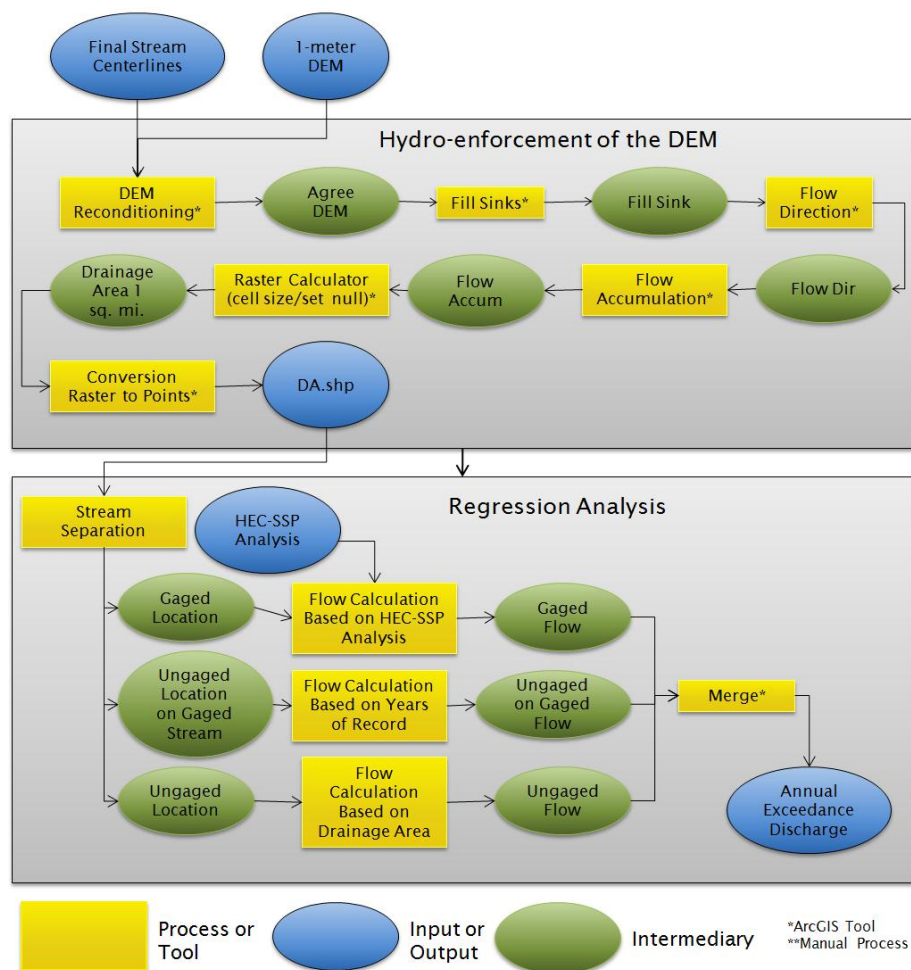 Final Stream
Centerlines
1-meter
DEM
Hydro-enforcement of the DEM
DEM
Reconditioning*
Agree
DEM
Fill Sinks*
Fill Sink
Flow
Direction*
Drainage
Area 1
sq. mi.
Raster Calculator
(cell size/set null)*
Flow
Accum
Flow
Accumulation*
Flow Dir
Conversion
Raster to Points*
DA.shp
Regression Analysis
Stream
Separation
HEC-SSP
Analysis
Gaged
Location
Flow Calculation
Based on HEC-SSP
Analysis
Gaged
Flow
Ungaged
Location
on Gaged
Stream
Flow Calculation
Based on Years
of Record
Ungaged
on Gaged
Flow
Merge*
Ungaged
Location
Flow
Calculation
Based on
Drainage Area
Ungaged
Flow
Annual
Exceedance
Discharge
Process or
Tool
Input or
Output
Intermediary
*ArcGIS Tool
**Manual Process